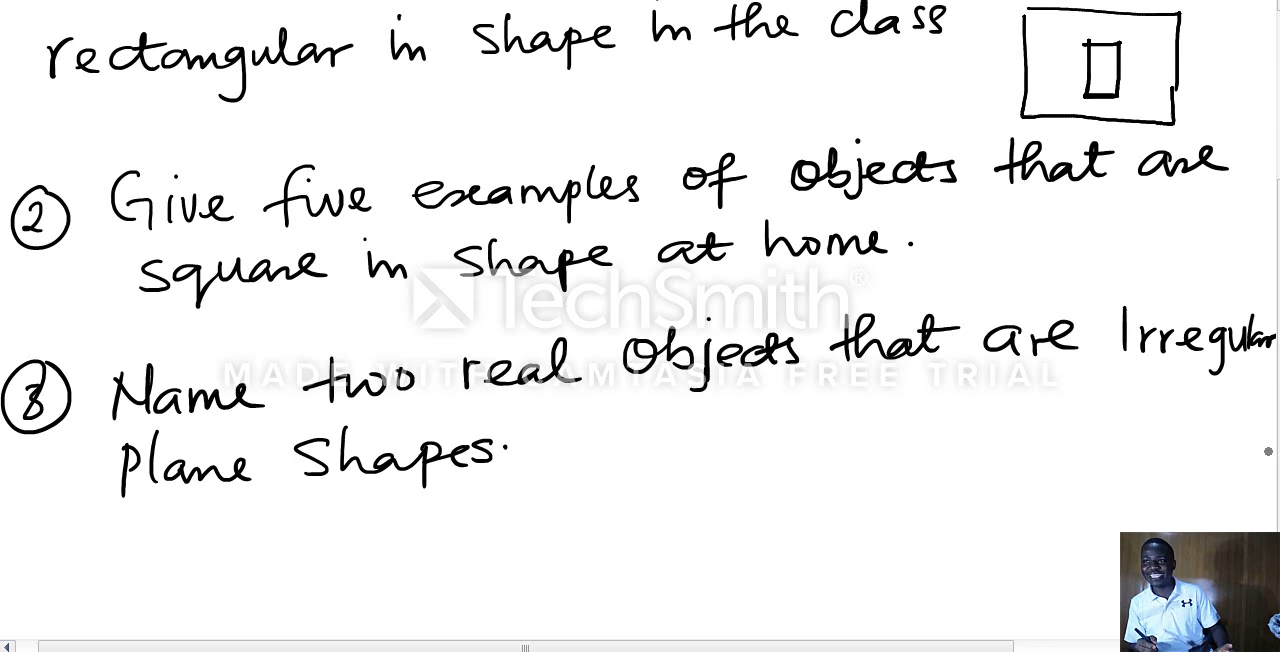 rectangular in shape in the class
② Give five examples of objects that are
square in shape at home.
TechSmith®
MADE WITH CAMTASIA FREE TRIAL
③ Name two real objects that are Irregular
plane shapes.